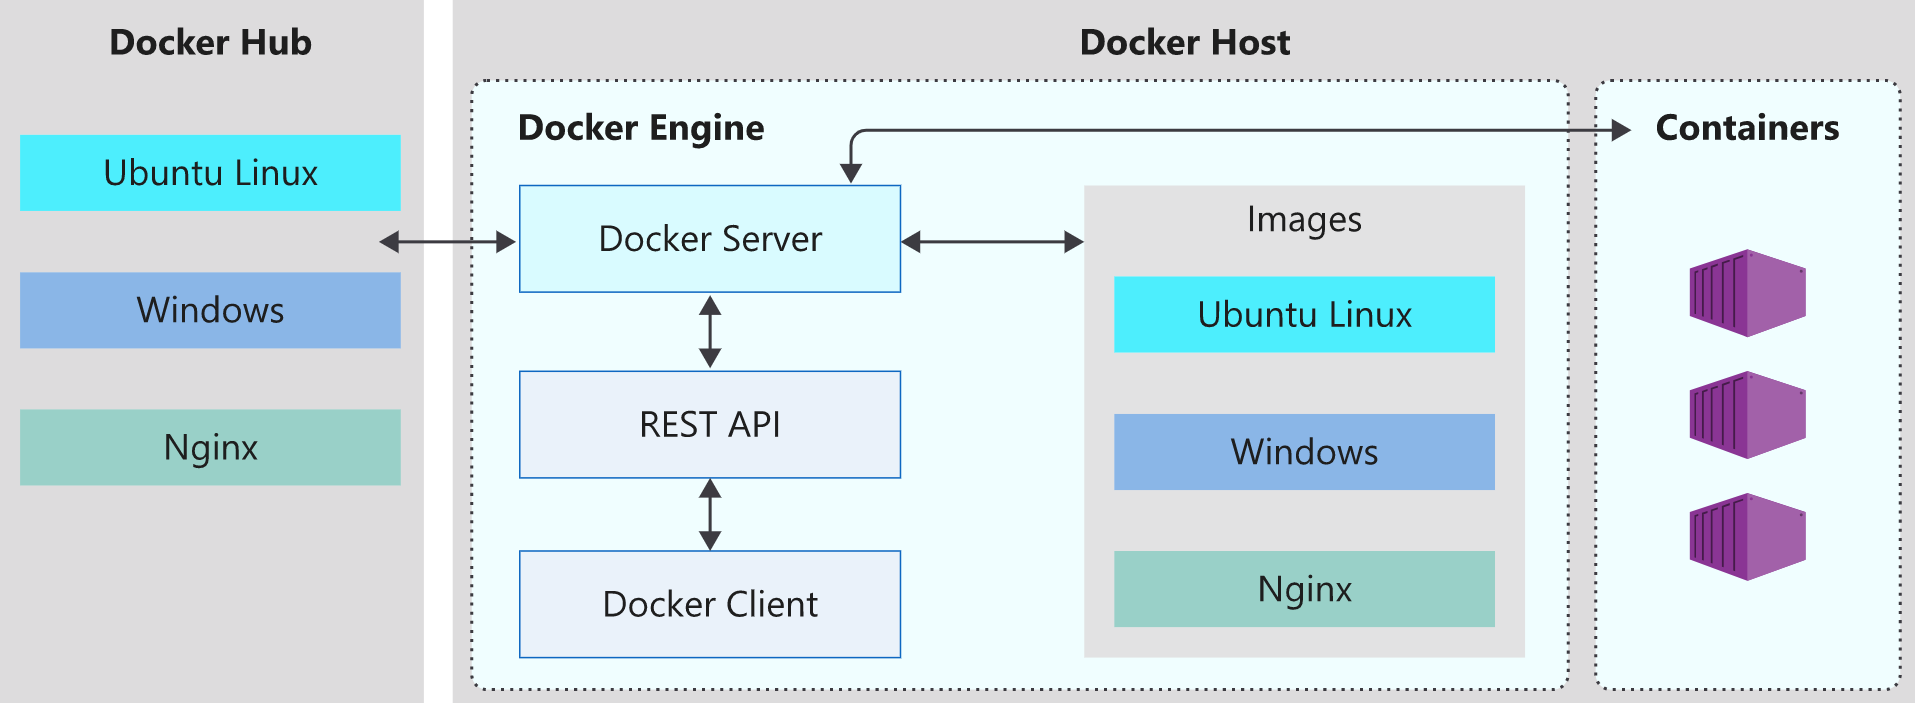 Docker Hub
Ubuntu Linux
Windows
Nginx
Docker Host
Docker Engine
Docker Server
REST API
Docker Client
Images
Ubuntu Linux
Windows
Nginx
Containers